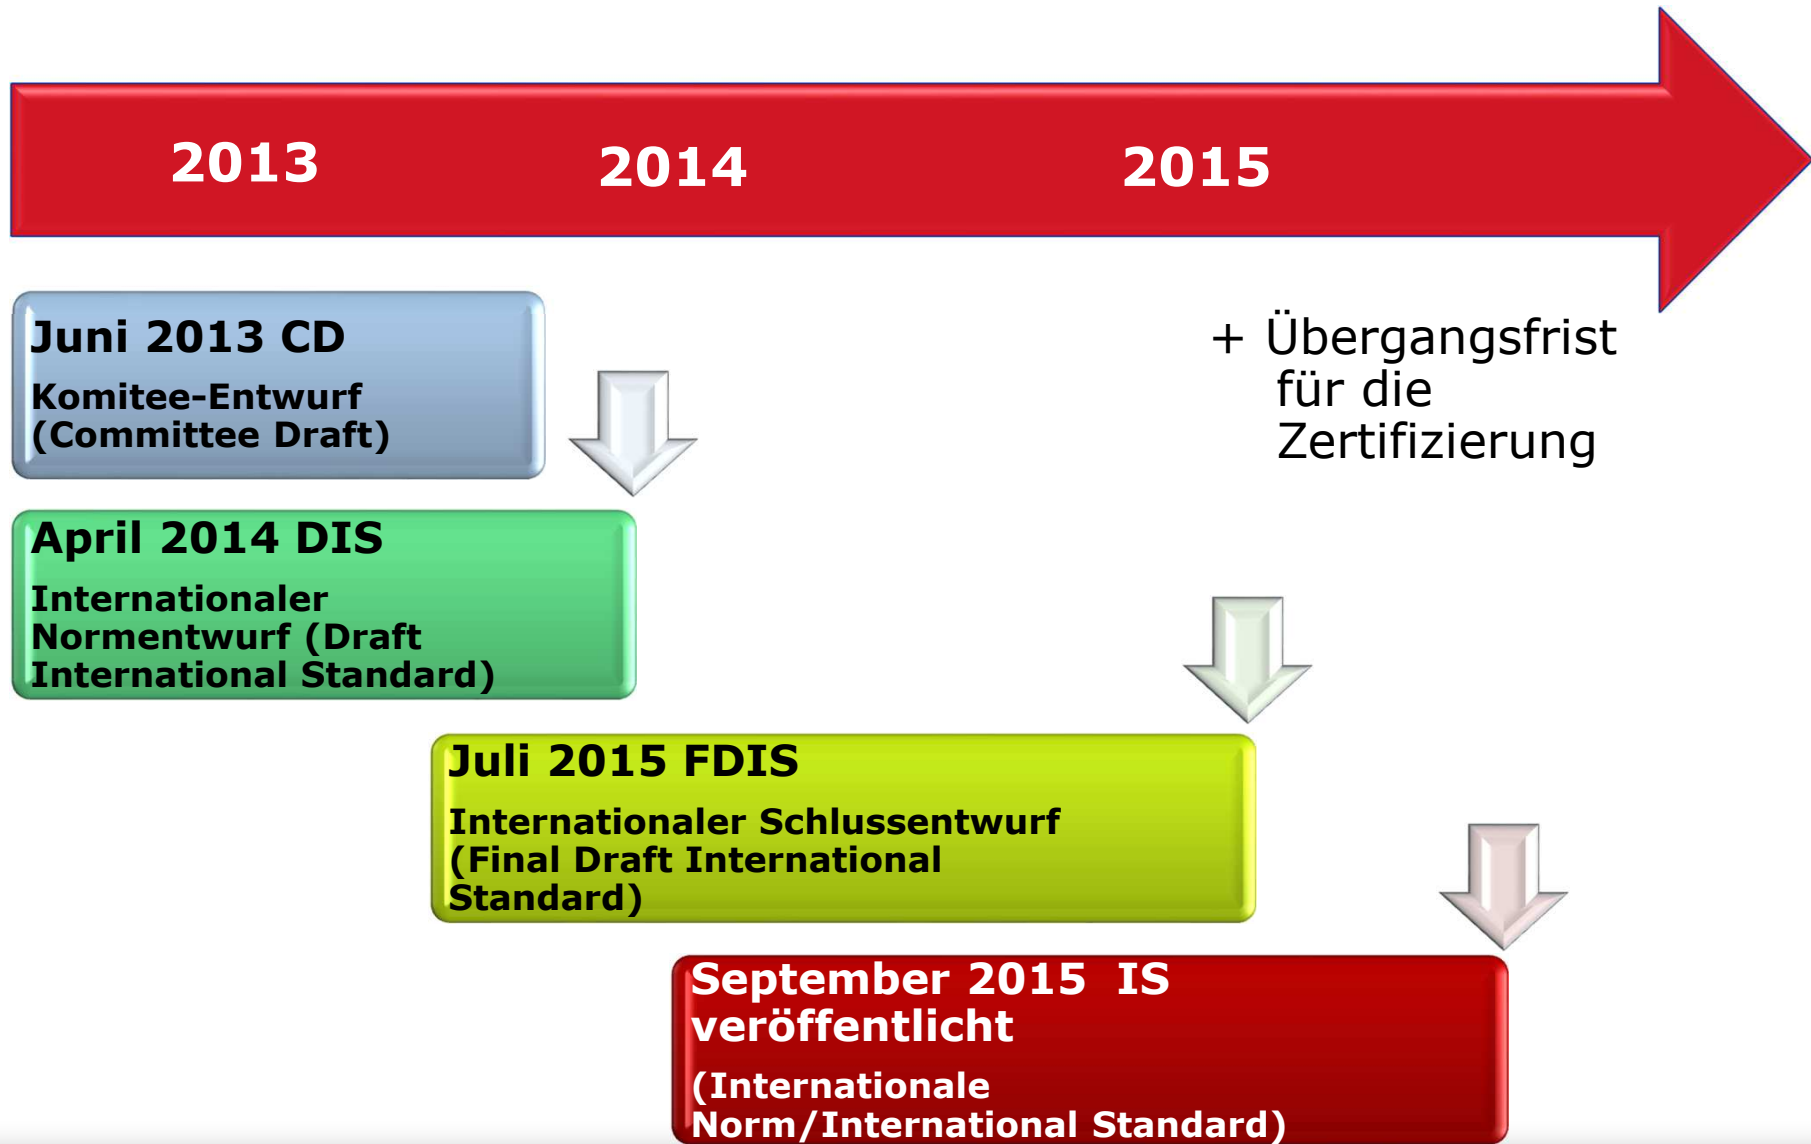 2013 2014 2015
Juni 2013 CD
Komitee-Entwurf
(Committee Draft)
+ Übergangsfrist
für die
Zertifizierung
April 2014 DIS
Internationaler
Normentwurf (Draft
International Standard)
Juli 2015 FDIS
Internationaler Schlussentwurf
(Final Draft International
Standard)
September 2015 IS
veröffentlicht
(Internationale
Norm/International Standard)